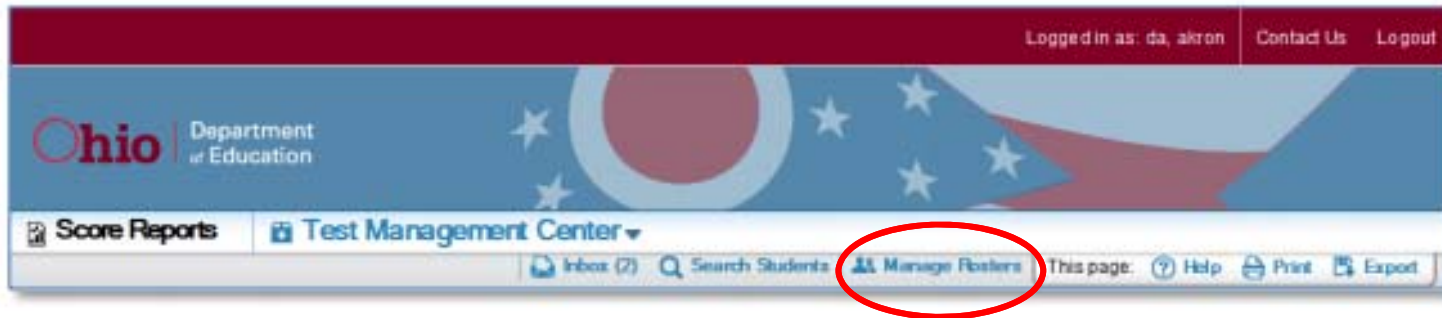 Logged in as: da, akron Contact Us Logout
Ohio Department of Education
Score Reports Test Management Center
Inbox (2) Search Students Manage Rosters This page: Help Print Export